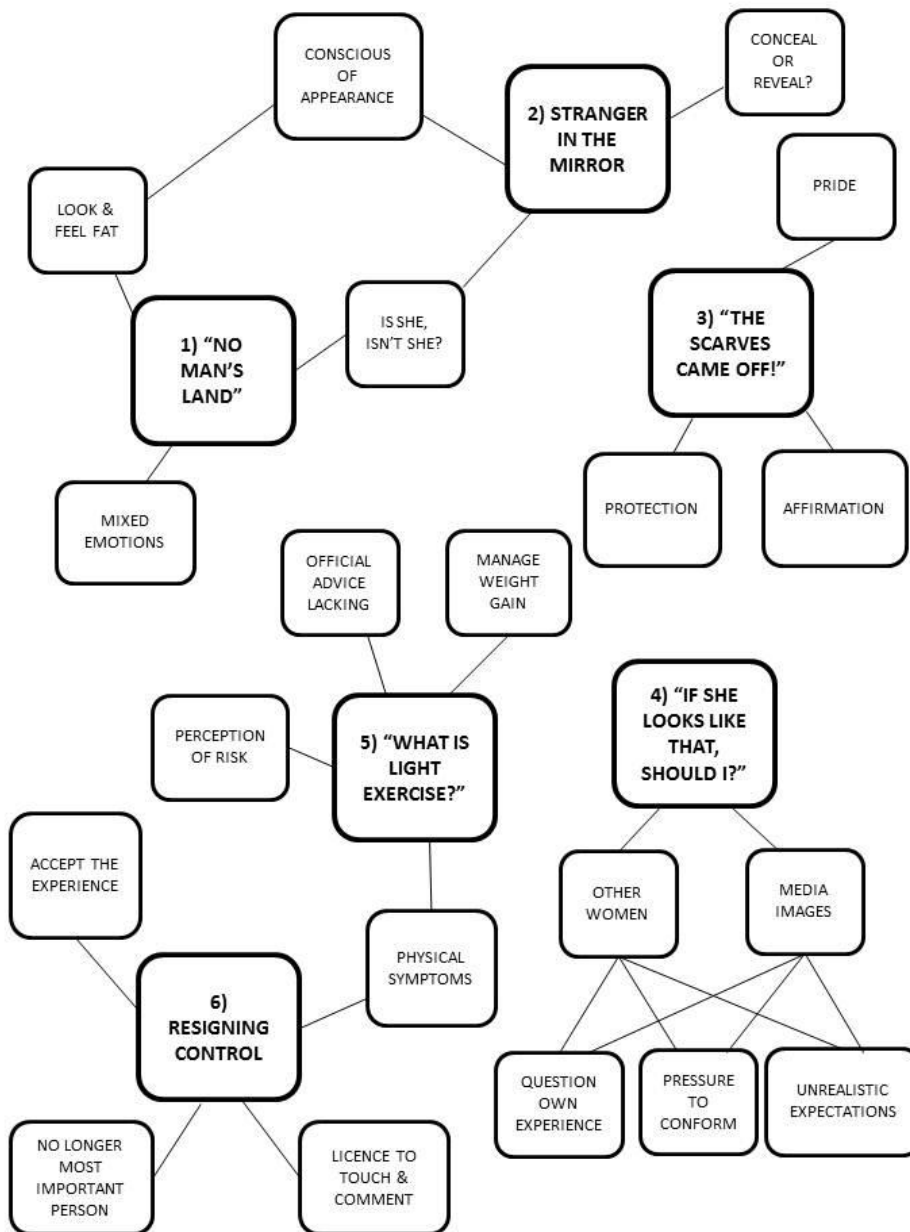 CONSCIOUS
OF
APPEARANCE
CONCEAL
OR
REVEAL?
2) STRANGER
IN THE
MIRROR
PRIDE
LOOK &
FEEL FAT
IS SHE,
ISN’T SHE?
1) “NO
MAN’S
LAND”
3) “THE
SCARVES
CAME OFF!”
MIXED
EMOTIONS
PROTECTION
AFFIRMATION
OFFICIAL
ADVICE
LACKING
MANAGE
WEIGHT
GAIN
PERCEPTION
OF RISK
5) “WHAT IS
LIGHT
EXERCISE?”
4) “IF SHE
LOOKS LIKE
THAT,
SHOULD I?”
ACCEPT THE
EXPERIENCE
OTHER
WOMEN
MEDIA
IMAGES
PHYSICAL
SYMPTOMS
6)
RESIGNING
CONTROL
QUESTION
OWN
EXPERIENCE
PRESSURE
TO
CONFORM
UNREALISTIC
EXPECTATIONS
NO LONGER
MOST
IMPORTANT
PERSON
LICENCE TO
TOUCH &
COMMENT